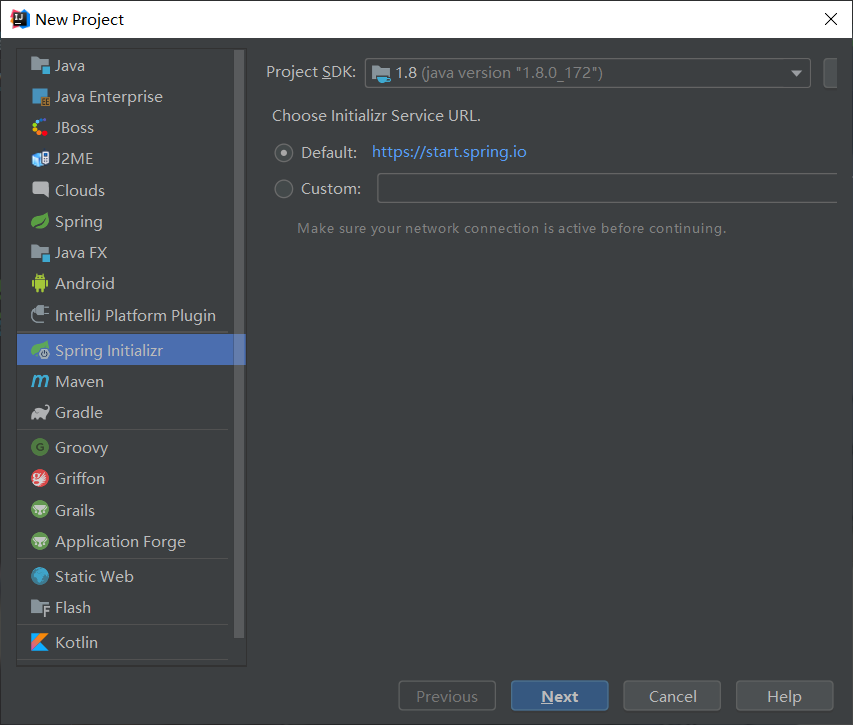 New Project
Java
Java Enterprise
JBoss
J2ME
Clouds
Spring
Java FX
Android
IntelliJ Platform Plugin
Spring Initializr
Maven
Gradle
Groovy
Griffon
Grails
Application Forge
Static Web
Flash
Kotlin
Project SDK: 1.8 (java version "1.8.0_172")
Choose Initializr Service URL.
Default: https://start.spring.io
Custom:
Make sure your network connection is active before continuing.
Previous Next Cancel Help